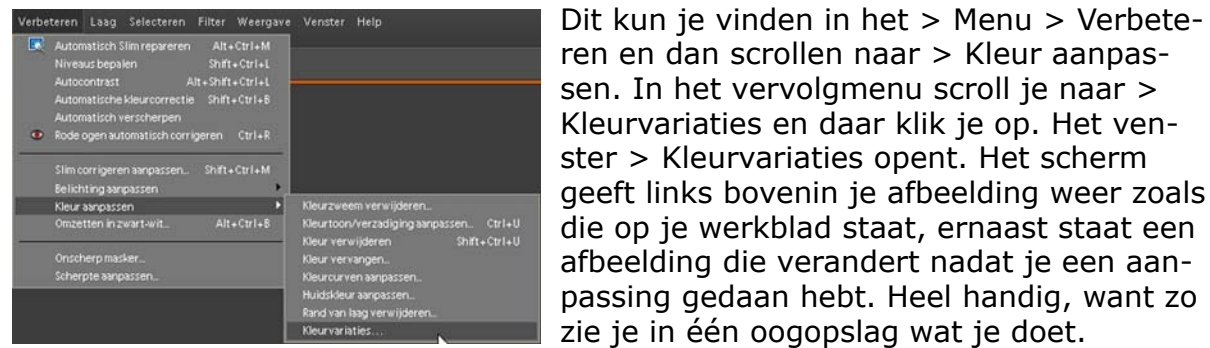 Verbeteren Laag Selecteren Filter Weergave Venster Help
Automatisch Slim repareren Alt+Ctrl+M
Niveaus bepalen Shift+Ctrl+L
Autocontrast Alt+Shift+Ctrl+L
Automatische kleurcorrectie Shift+Ctrl+B
Automatisch verscherpen
Rode ogen automatisch corrigeren Ctrl+R
Slim corrigeren aanpassen... Shift+Ctrl+M
Belichting aanpassen
Kleur aanpassen
Omzetten in zwart-wit... Alt+Ctrl+B
Onscherp masker...
Scherpte aanpassen...
Kleurzweem verwijderen...
Kleurtoon/verzadiging aanpassen... Ctrl+U
Kleur verwijderen Shift+Ctrl+U
Kleur vervangen...
Kleurcurven aanpassen...
Huidskleur aanpassen...
Rand van laag verwijderen...
Kleurvariaties...
Dit kun je vinden in het > Menu > Verbete-
ren en dan scrollen naar > Kleur aanpas-
sen. In het vervolgmenu scroll je naar >
Kleurvariaties en daar klik je op. Het ven-
ster > Kleurvariaties opent. Het scherm
geeft links bovenin je afbeelding weer zoals
die op je werkblad staat, ernaast staat een
afbeelding die verandert nadat je een aan-
passing gedaan hebt. Heel handig, want zo
zie je in één oogopslag wat je doet.